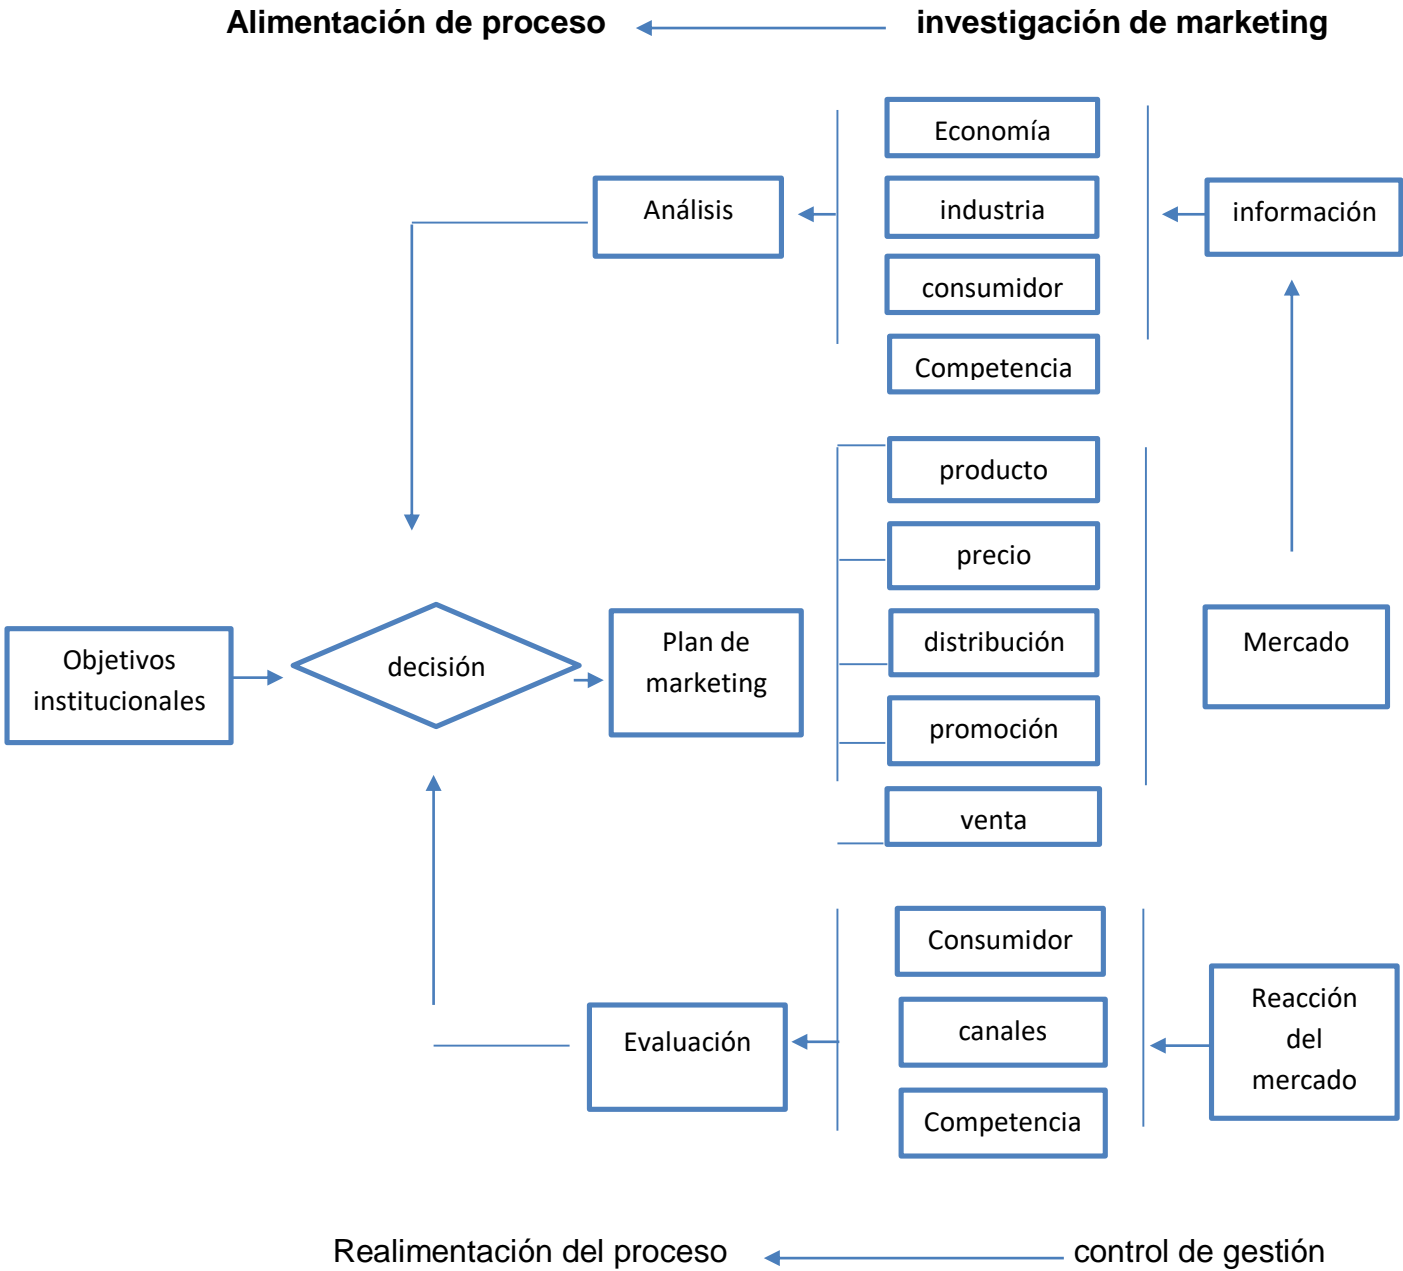 Alimentación de proceso
investigación de marketing
Economía
Análisis
industria
información
consumidor
Competencia
producto
precio
Objetivos
institucionales
decisión
Plan de
marketing
distribución
Mercado
promoción
venta
Consumidor
Evaluación
canales
Reacción
del
mercado
Competencia
Realimentación del proceso
control de gestión